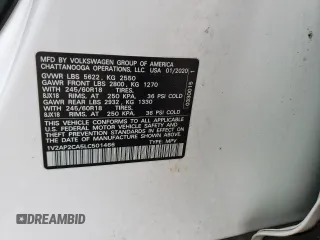 MFD BY: VOLKSWAGEN GROUP OF AMERICA
CHATTANOOGA OPERATIONS, LLC USA 01/2020
GVWR LBS 5622, KG 2550
GAWR FRONT LBS 2800, KG 1270
WITH 245/60R18 TIRES,
8JX18 RIMS, AT 250 KPA, 36 PSI COLD
GAWR REAR LBS 2932, KG 1330
WITH 245/60R18 TIRES,
8JX18 RIMS, AT 250 KPA, 36 PSI COLD
THIS VEHICLE CONFORMS TO ALL APPLICABLE
FEDERAL MOTOR VEHICLE SAFETY STANDARDS
IN EFFECT ON THE DATE OF MANUFACTURE
SHOWN ABOVE.
1V2AP2CA5LC501466 TYPE: MPV
DREAMBID